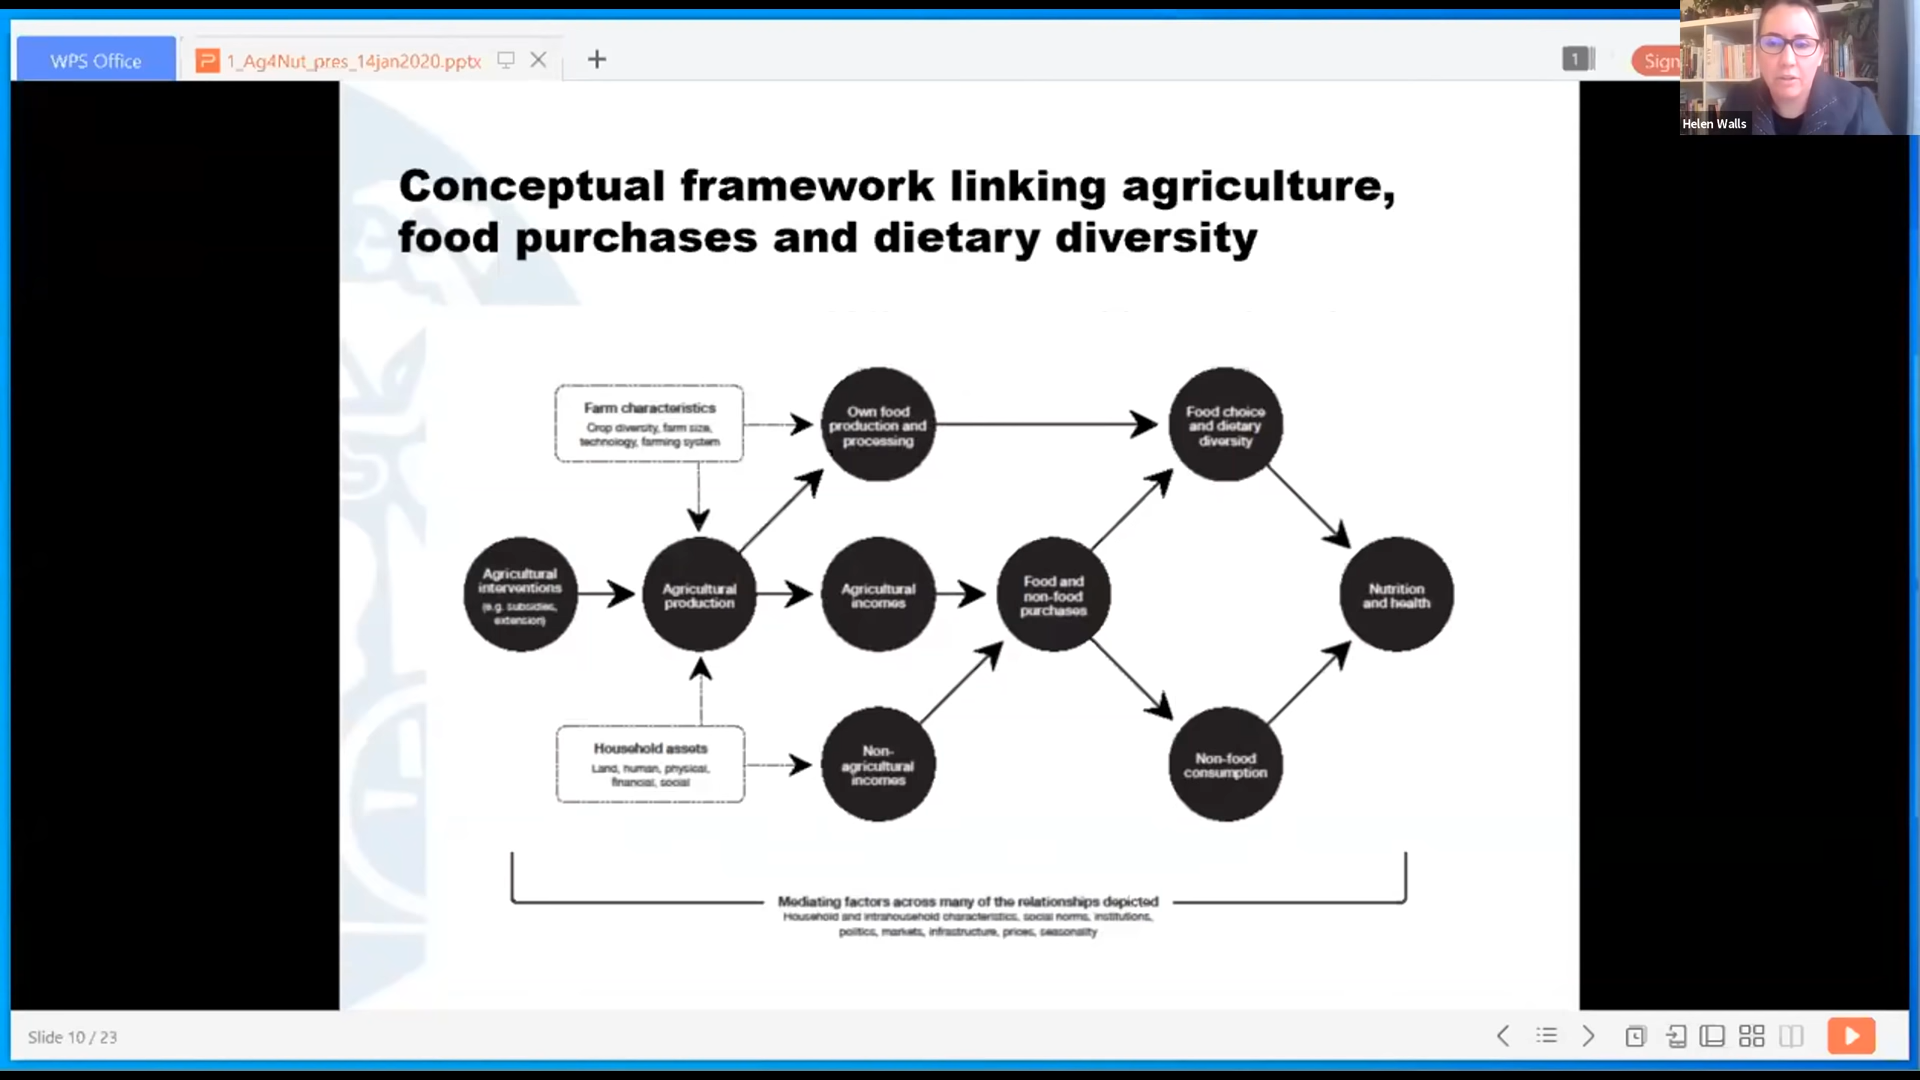 WPS Office
1_Ag4Nut_pres_14jan2020.pptx
1
Sign
Helen Walls
Conceptual framework linking agriculture,
food purchases and dietary diversity
Farm characteristics
Crop diversity, farm size,
technology, farming system
Own food
production and
processing
Food choice
and dietary
diversity
Agricultural
interventions
(e.g. subsidies,
extension)
Agricultural
production
Agricultural
incomes
Food and
non-food
purchases
Nutrition
and health
Household assets
Land, human, physical,
financial, social
Non-
agricultural
incomes
Non-food
consumption
Mediating factors across many of the relationships depicted
Household and intrahousehold characteristics, social norms, institutions,
politics, markets, infrastructure, prices, seasonality
Slide 10 / 23